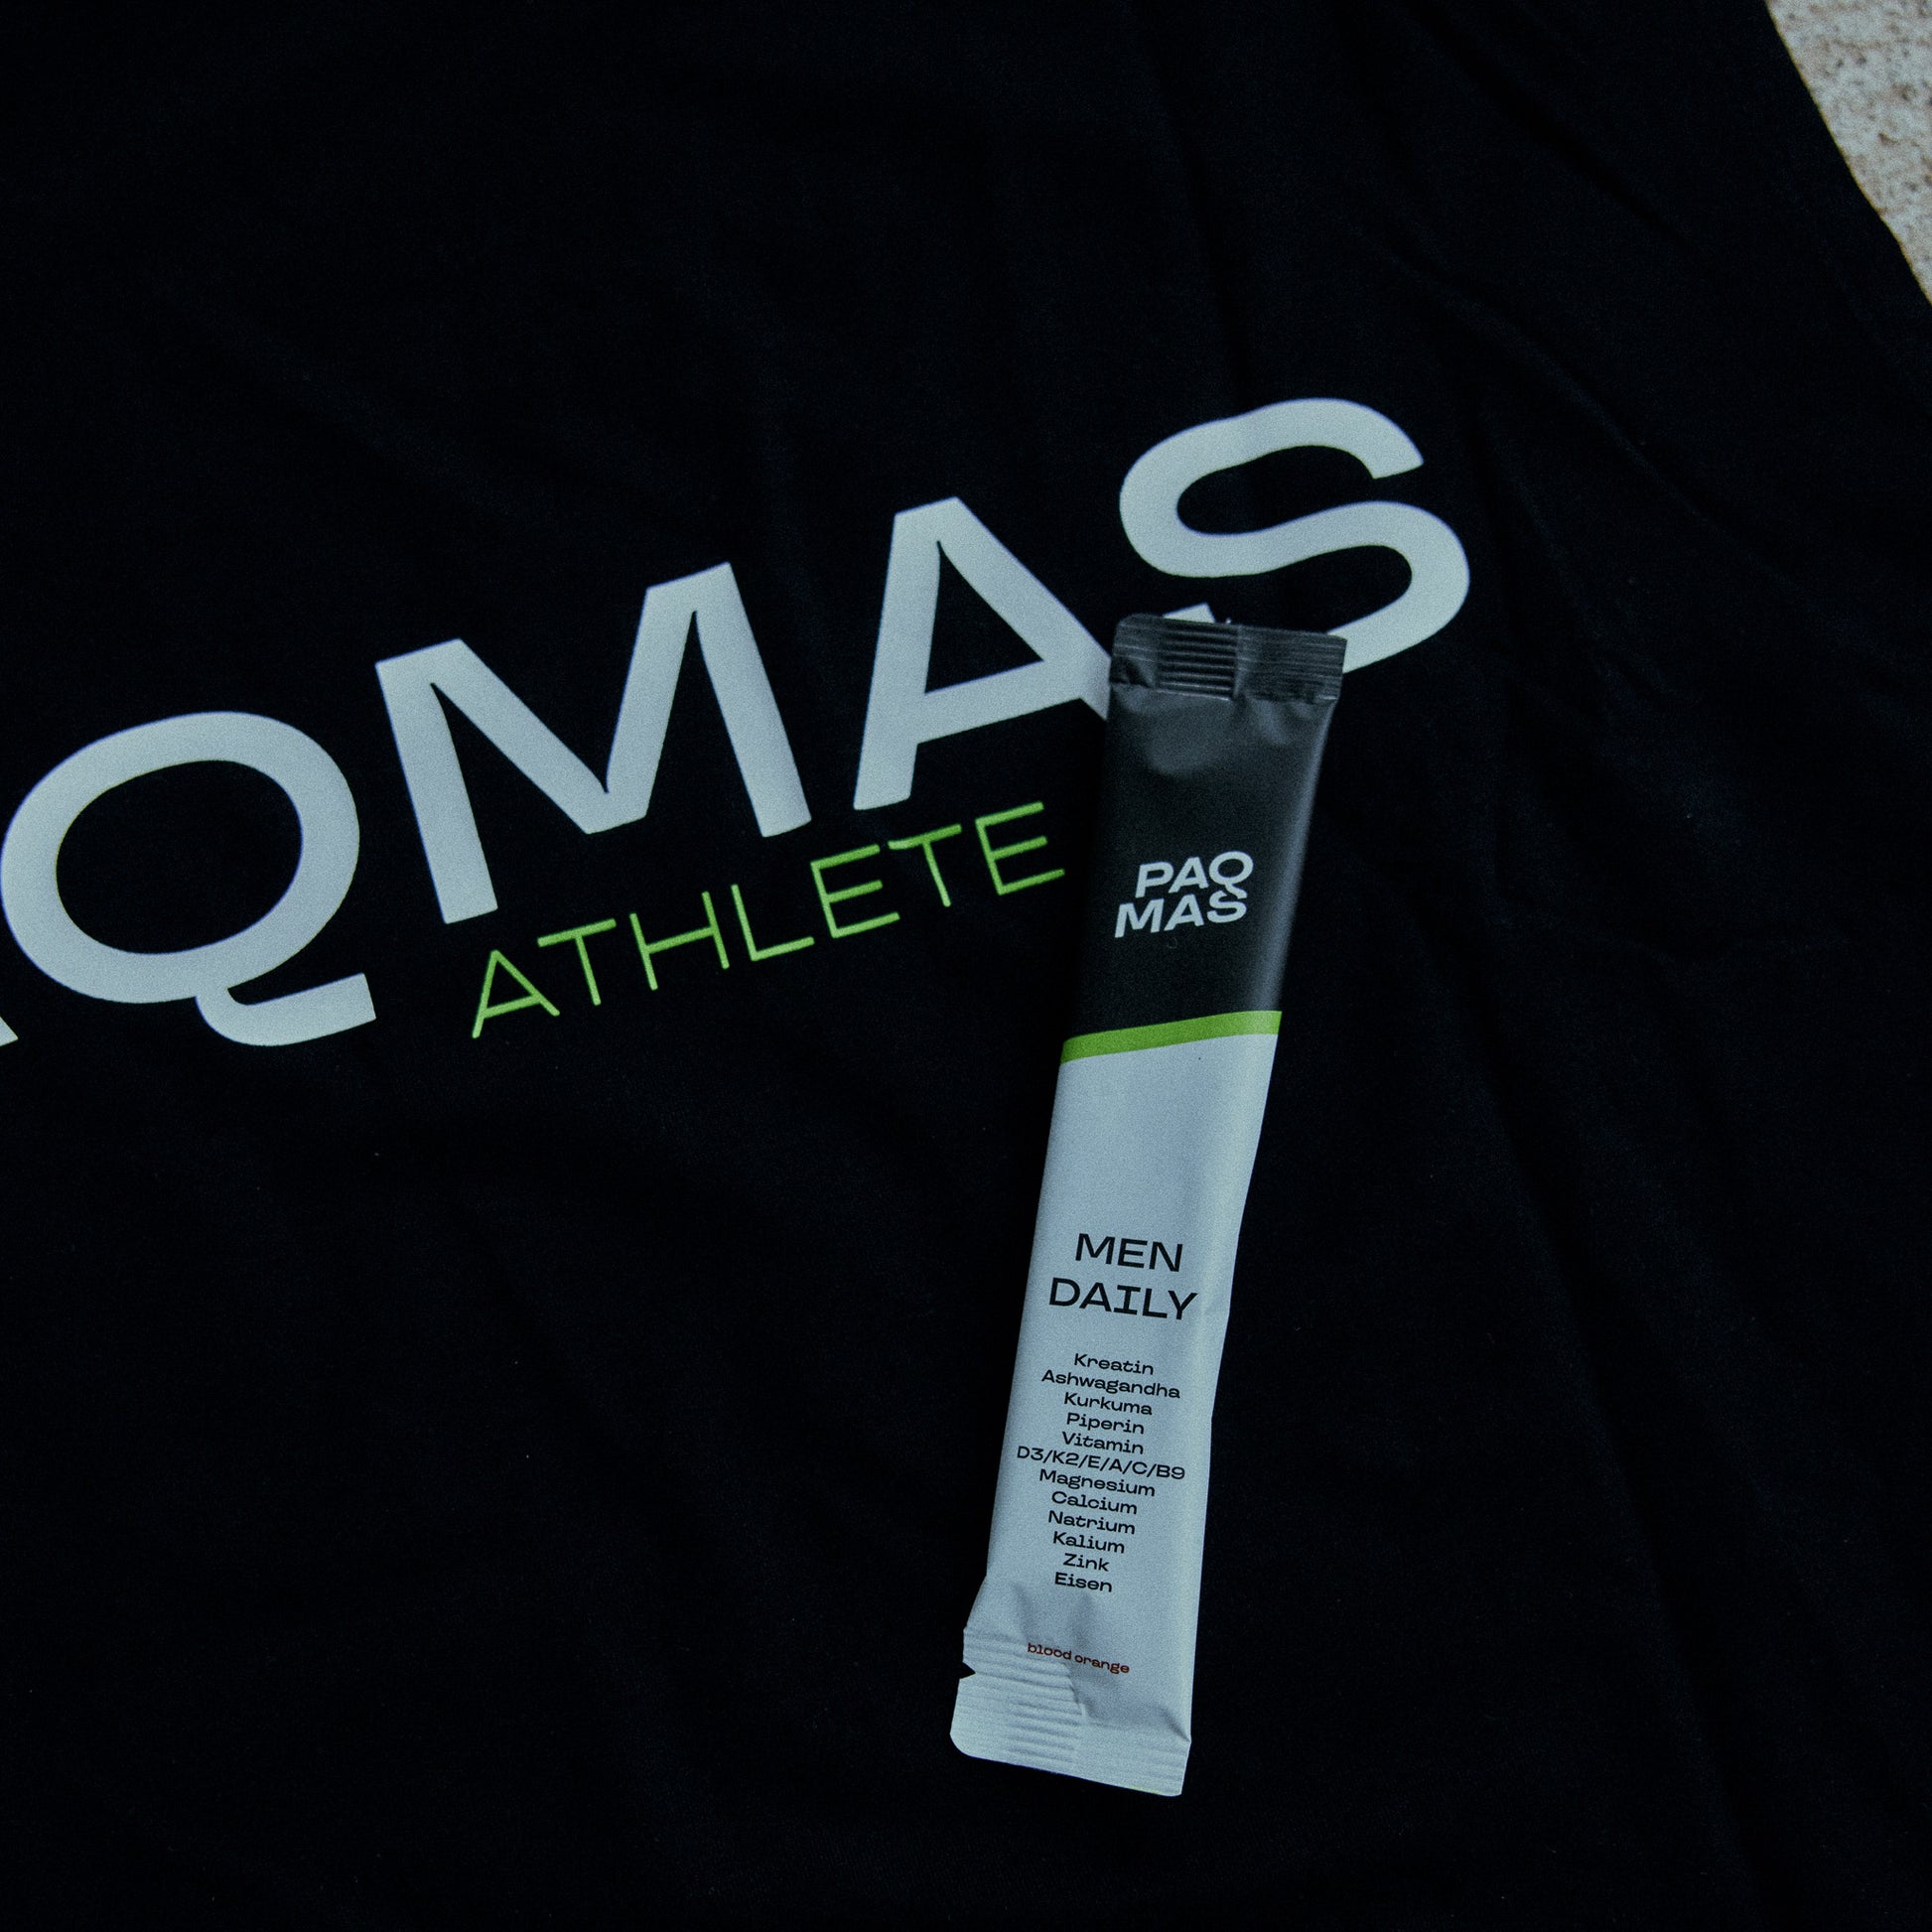 AQMAS
ATHLETE
PAQ
MAS
MEN
DAILY
Kreatin
Ashwagandha
Kurkuma
Piperin
Vitamin
D3/K2/E/A/C/B9
Magnesium
Calcium
Natrium
Kalium
Zink
Eisen
blood orange